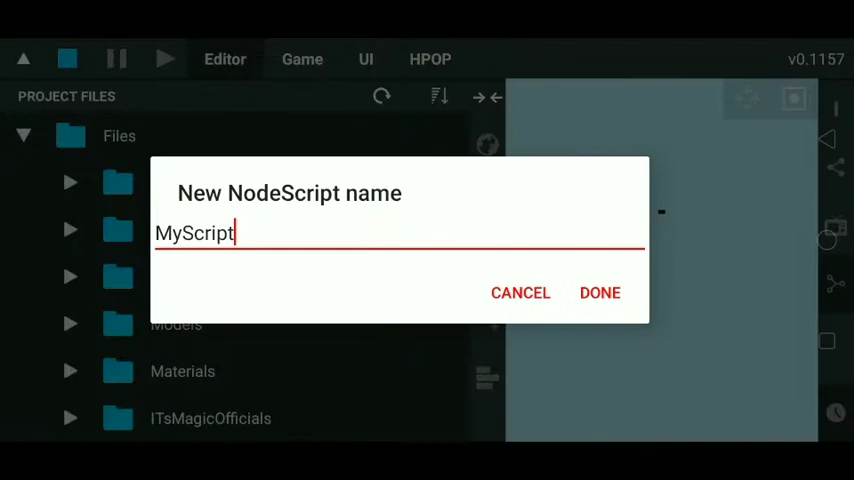 Editor Game UI HPOP v0.1157
PROJECT FILES
Files
New NodeScript name
MyScript
CANCEL DONE
Models
Materials
ITsMagicOfficials